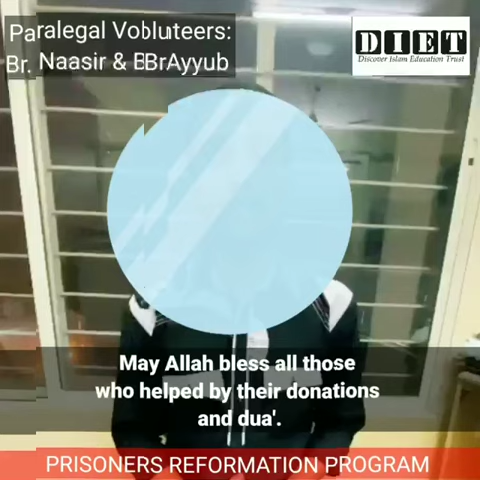 Paralegal Vobluteers:
Br. Naasir & BBrAyyub
DIET
Discover Islam Education Trust
May Allah bless all those
who helped by their donations
and dua'.
PRISONERS REFORMATION PROGRAM